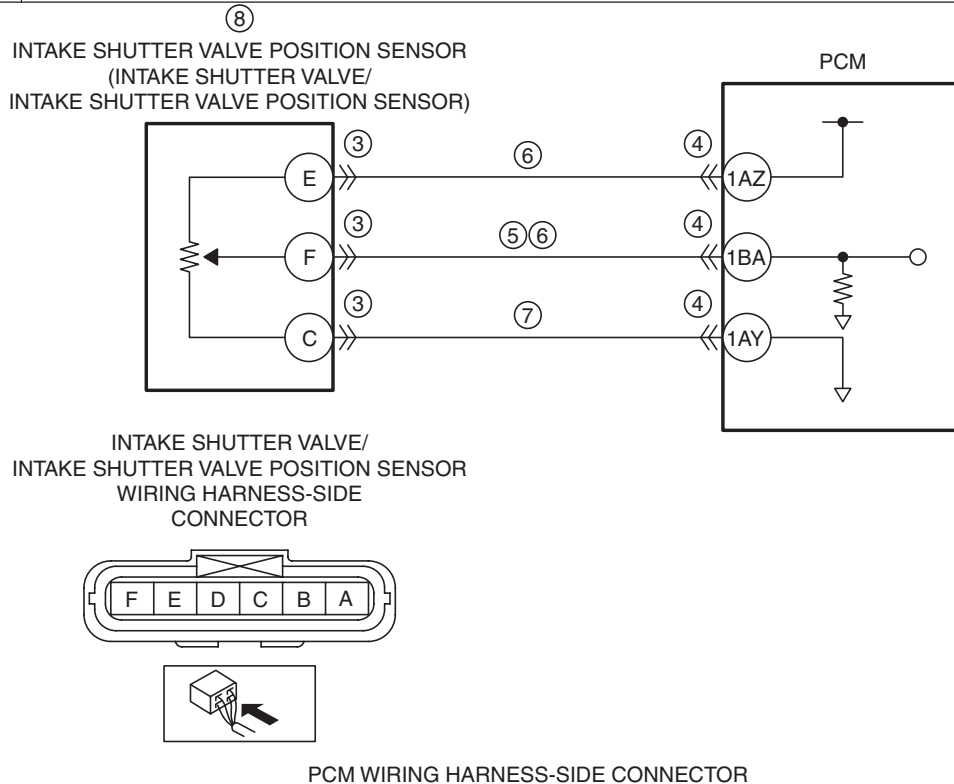 ⑧
INTAKE SHUTTER VALVE POSITION SENSOR
(INTAKE SHUTTER VALVE/
INTAKE SHUTTER VALVE POSITION SENSOR)
PCM
③ ⑥ ④
E 1AZ
③ ⑤⑥ ④
F 1BA
③ ⑦ ④
C 1AY
INTAKE SHUTTER VALVE/
INTAKE SHUTTER VALVE POSITION SENSOR
WIRING HARNESS-SIDE
CONNECTOR
F E D C B A
PCM WIRING HARNESS-SIDE CONNECTOR